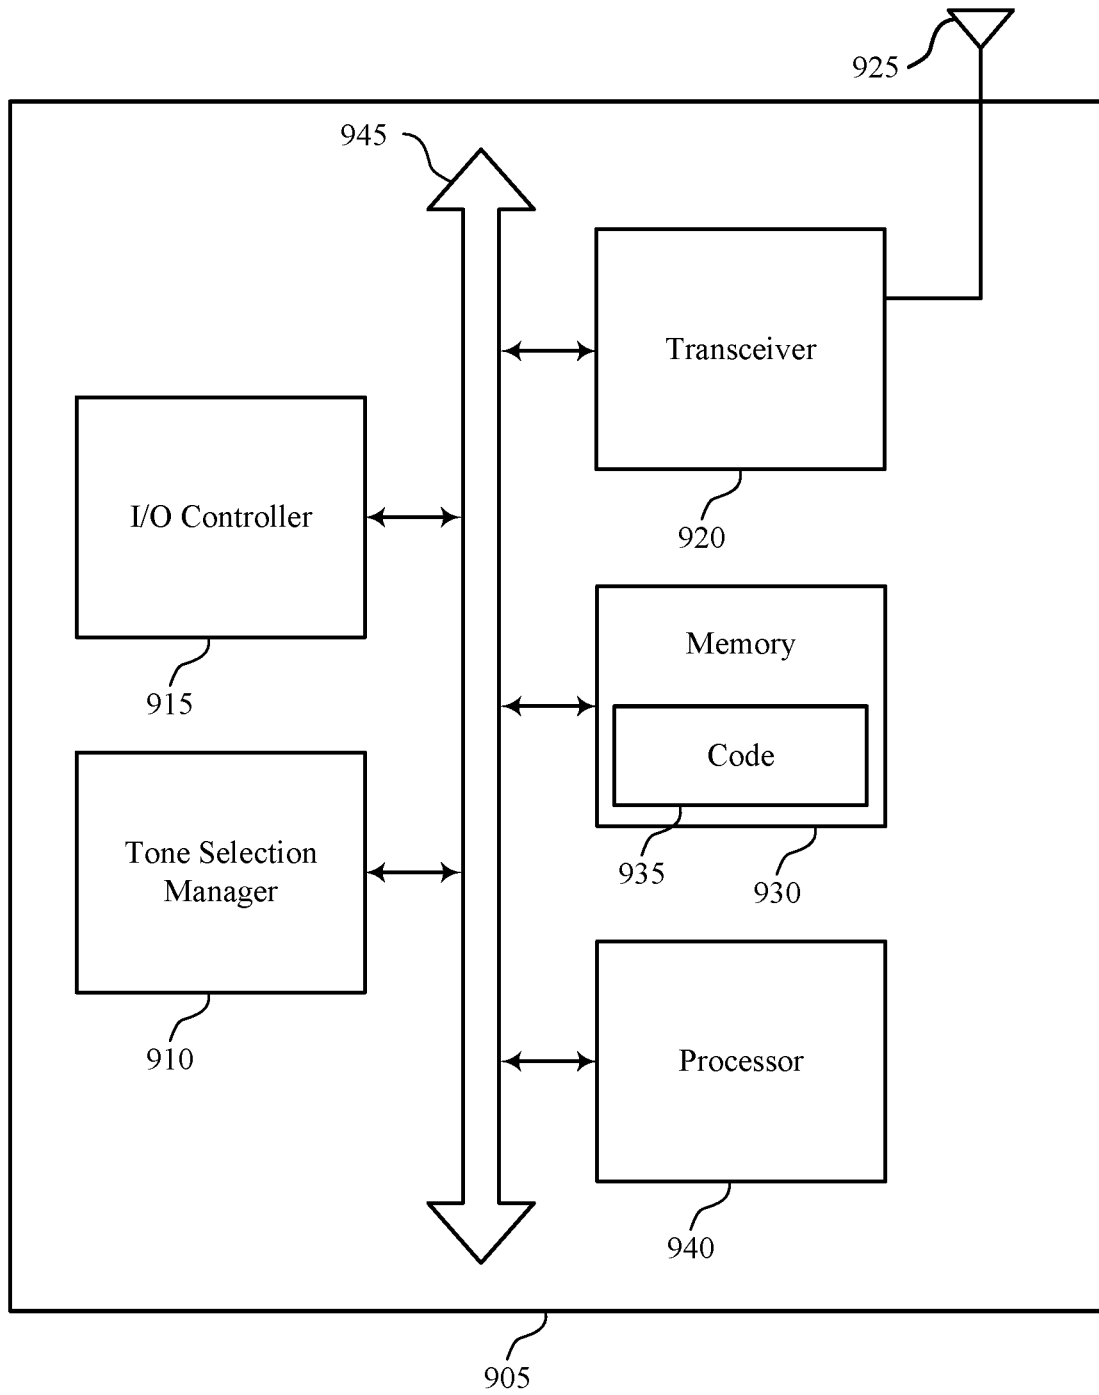 925
945
Transceiver
920
I/O Controller
915
Memory
Code
935
930
Tone Selection
Manager
910
Processor
940
905